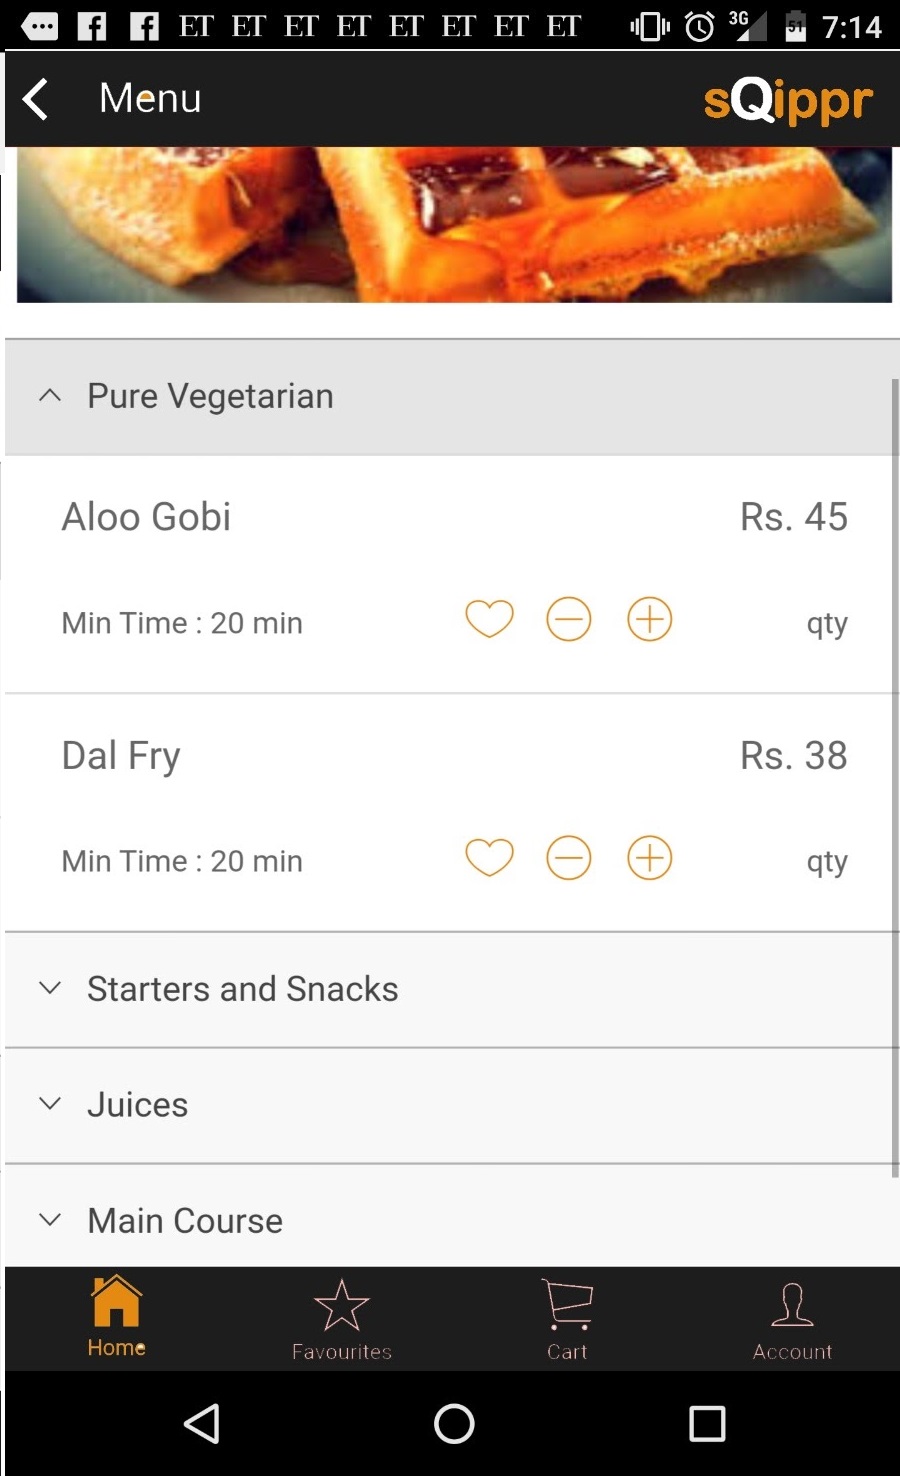 ET ET ET ET ET ET ET ET 3G 51 7:14
Menu sQippr
Pure Vegetarian
Aloo Gobi Rs. 45
Min Time : 20 min qty
Dal Fry Rs. 38
Min Time : 20 min qty
Starters and Snacks
Juices
Main Course
Home Favourites Cart Account